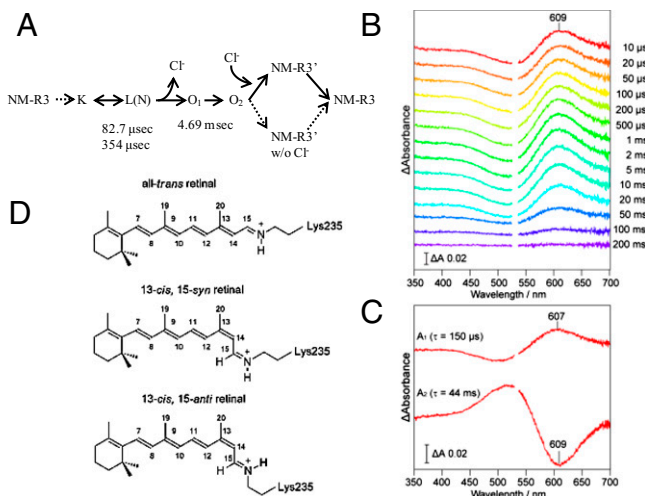 A
Cl-
Cl-
NM-R3'
NM-R3
K
L(N)
O1
O2
NM-R3
82.7 μsec
354 μsec
4.69 msec
NM-R3'
w/o Cl-
B
609
10 μs
20 μs
50 μs
100 μs
200 μs
500 μs
1 ms
2 ms
5 ms
10 ms
20 ms
50 ms
100 ms
200 ms
ΔAbsorbance
ΔA 0.02
350 400 450 500 550 600 650 700
Wavelength / nm
C
607
A1 (τ = 150 μs)
A2 (τ = 44 ms)
ΔAbsorbance
ΔA 0.02
609
350 400 450 500 550 600 650 700
Wavelength / nm
D
all-trans retinal
19 20
7 9 11 13 15
8 10 12 14
N
H
+
Lys235
13-cis, 15-syn retinal
19 20
7 9 11 13
8 10 12 14
15
H
N
H
+
Lys235
13-cis, 15-anti retinal
19 20
7 9 11 13
8 10 12 14
15
H
N
H
+
Lys235